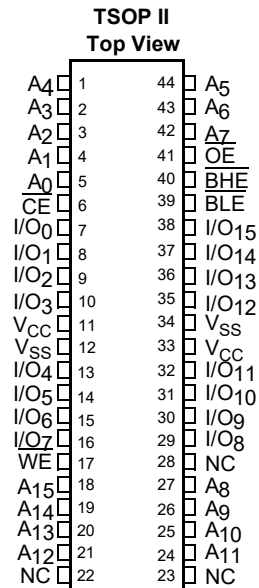 TSOP II
Top View
A4 1 44 A5
A3 2 43 A6
A2 3 42 A7
A1 4 41 OE
A0 5 40 BHE
CE 6 39 BLE
I/O0 7 38 I/O15
I/O1 8 37 I/O14
I/O2 9 36 I/O13
I/O3 10 35 I/O12
VCC 11 34 VSS
VSS 12 33 VCC
I/O4 13 32 I/O11
I/O5 14 31 I/O10
I/O6 15 30 I/O9
I/O7 16 29 I/O8
WE 17 28 NC
A15 18 27 A8
A14 19 26 A9
A13 20 25 A10
A12 21 24 A11
NC 22 23 NC